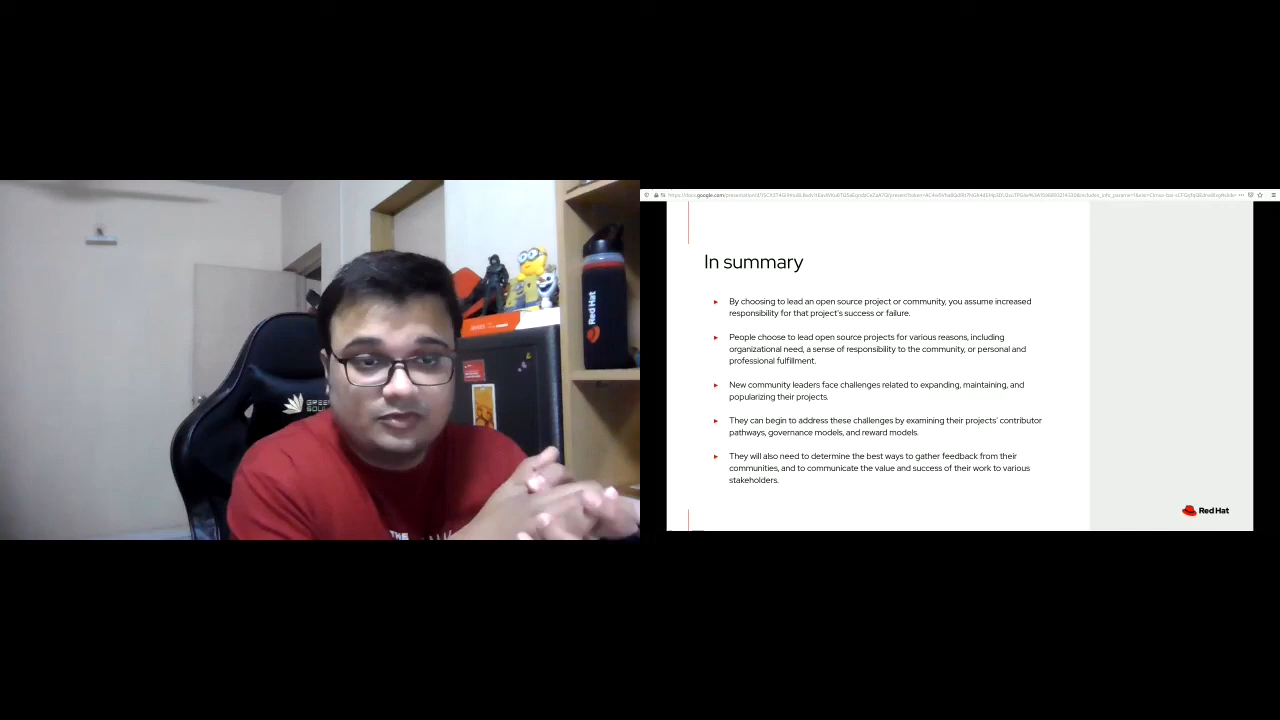 GREEN
SOUL
THE
Red Hat
google.com
In summary
By choosing to lead an open source project or community, you assume increased
responsibility for that project's success or failure.
People choose to lead open source projects for various reasons, including
organizational need, a sense of responsibility to the community, or personal and
professional fulfillment.
New community leaders face challenges related to expanding, maintaining, and
popularizing their projects.
They can begin to address these challenges by examining their projects' contributor
pathways, governance models, and reward models.
They will also need to determine the best ways to gather feedback from their
communities, and to communicate the value and success of their work to various
stakeholders.
Red Hat